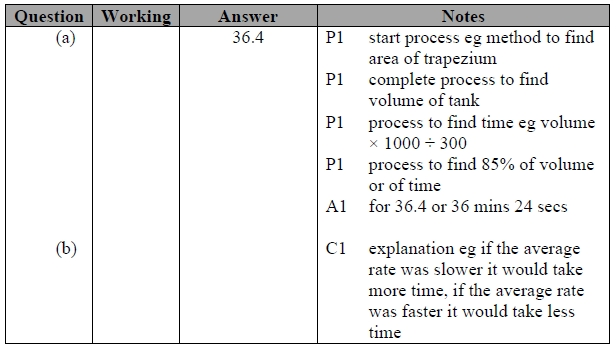 Question Working Answer Notes
(a) 36.4 P1 start process eg method to find
area of trapezium
P1 complete process to find
volume of tank
P1 process to find time eg volume
× 1000 ÷ 300
P1 process to find 85% of volume
or of time
A1 for 36.4 or 36 mins 24 secs
(b) C1 explanation eg if the average
rate was slower it would take
more time, if the average rate
was faster it would take less
time